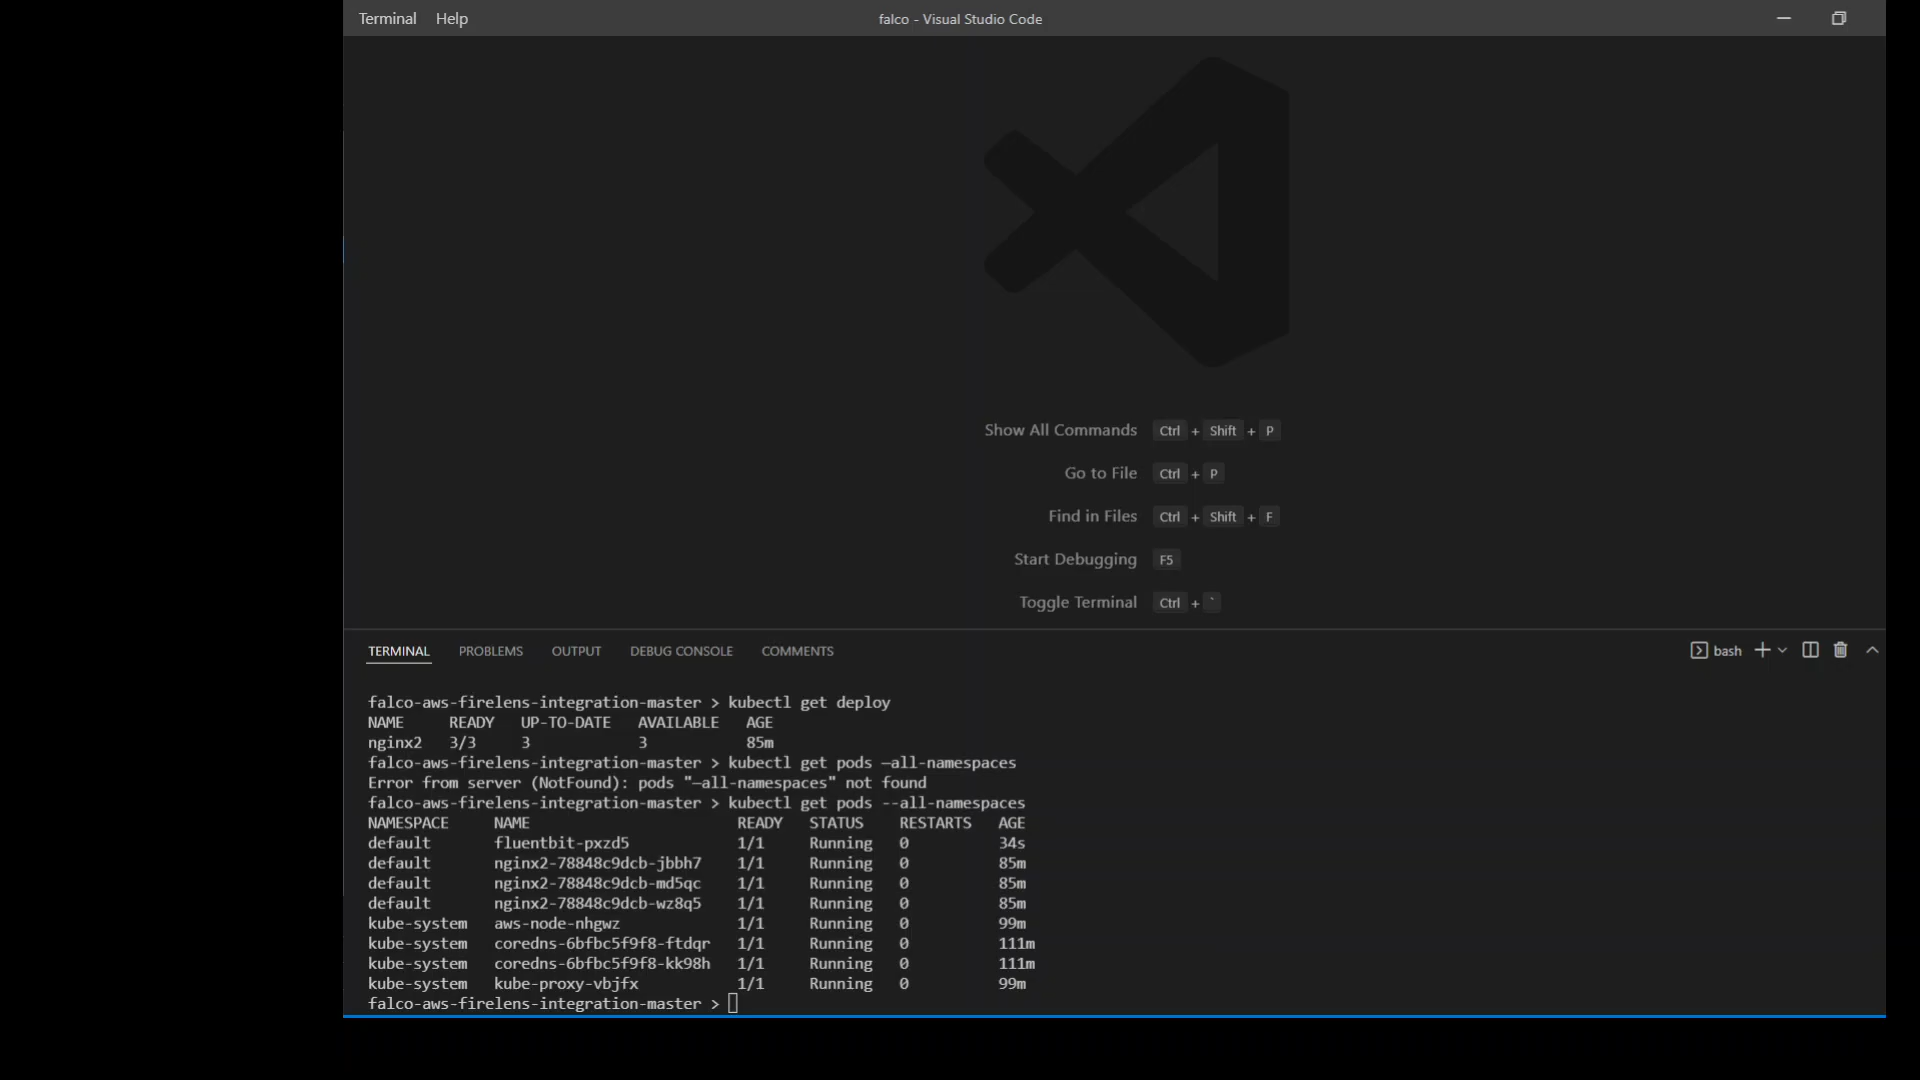 Terminal Help falco - Visual Studio Code
Show All Commands Ctrl + Shift + P
Go to File Ctrl + P
Find in Files Ctrl + Shift + F
Start Debugging F5
Toggle Terminal Ctrl + `
TERMINAL PROBLEMS OUTPUT DEBUG CONSOLE COMMENTS bash
falco-aws-firelens-integration-master > kubectl get deploy
NAME READY UP-TO-DATE AVAILABLE AGE
nginx2 3/3 3 3 85m
falco-aws-firelens-integration-master > kubectl get pods –all-namespaces
Error from server (NotFound): pods "–all-namespaces" not found
falco-aws-firelens-integration-master > kubectl get pods --all-namespaces
NAMESPACE NAME READY STATUS RESTARTS AGE
default fluentbit-pxzd5 1/1 Running 0 34s
default nginx2-78848c9dcb-jbbh7 1/1 Running 0 85m
default nginx2-78848c9dcb-md5qc 1/1 Running 0 85m
default nginx2-78848c9dcb-wz8q5 1/1 Running 0 85m
kube-system aws-node-nhgwz 1/1 Running 0 99m
kube-system coredns-6bfbc5f9f8-ftdqr 1/1 Running 0 111m
kube-system coredns-6bfbc5f9f8-kk98h 1/1 Running 0 111m
kube-system kube-proxy-vbjfx 1/1 Running 0 99m
falco-aws-firelens-integration-master >